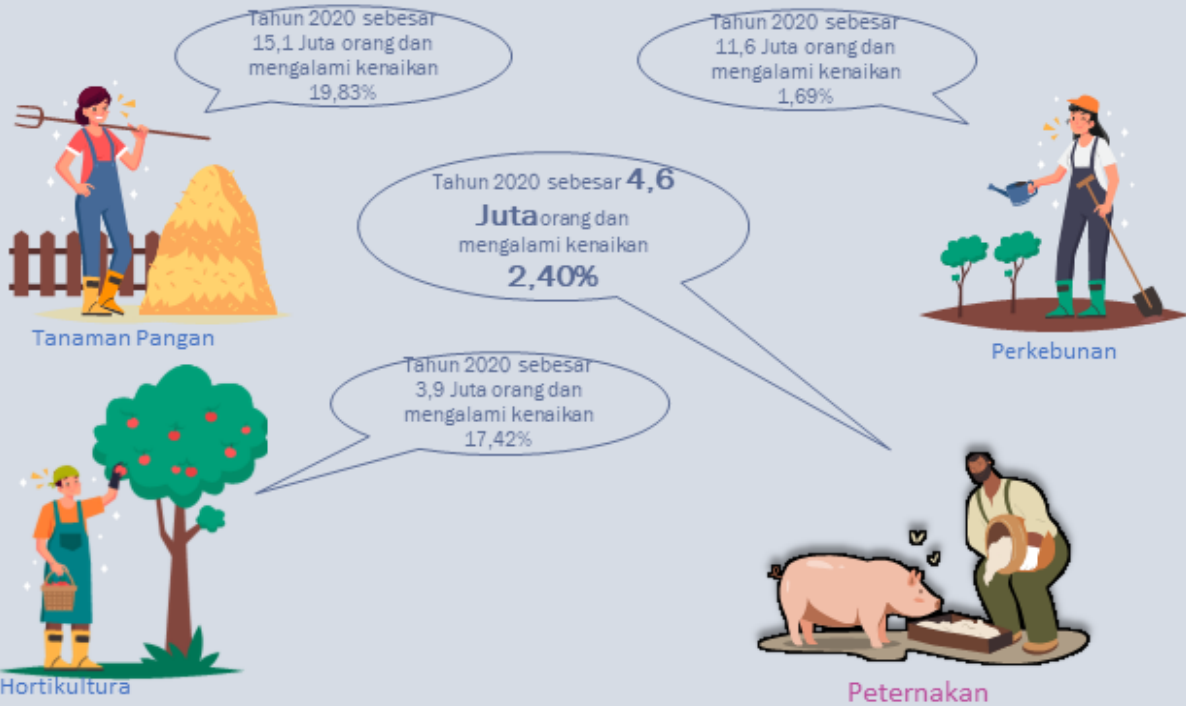 Tahun 2020 sebesar
15,1 Juta orang dan
mengalami kenaikan
19,83%
Tahun 2020 sebesar
11,6 Juta orang dan
mengalami kenaikan
1,69%
Tahun 2020 sebesar 4,6
Juta orang dan
mengalami kenaikan
2,40%
Tanaman Pangan
Perkebunan
Tahun 2020 sebesar
3,9 Juta orang dan
mengalami kenaikan
17,42%
Hortikultura
Peternakan